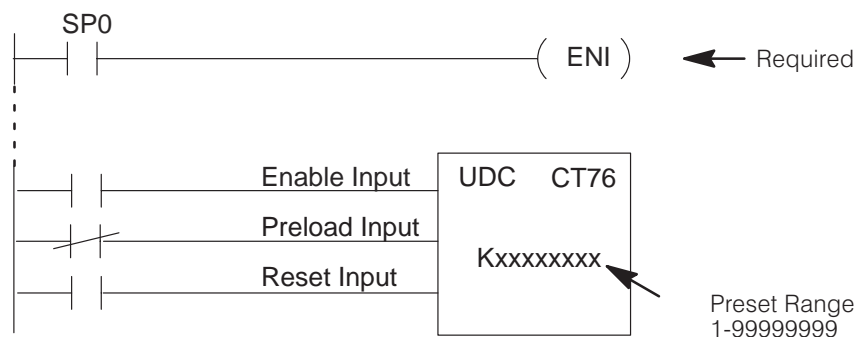 SP0
ENI
Required
Enable Input
UDC CT76
Preload Input
Kxxxxxxxx
Reset Input
Preset Range
1-99999999